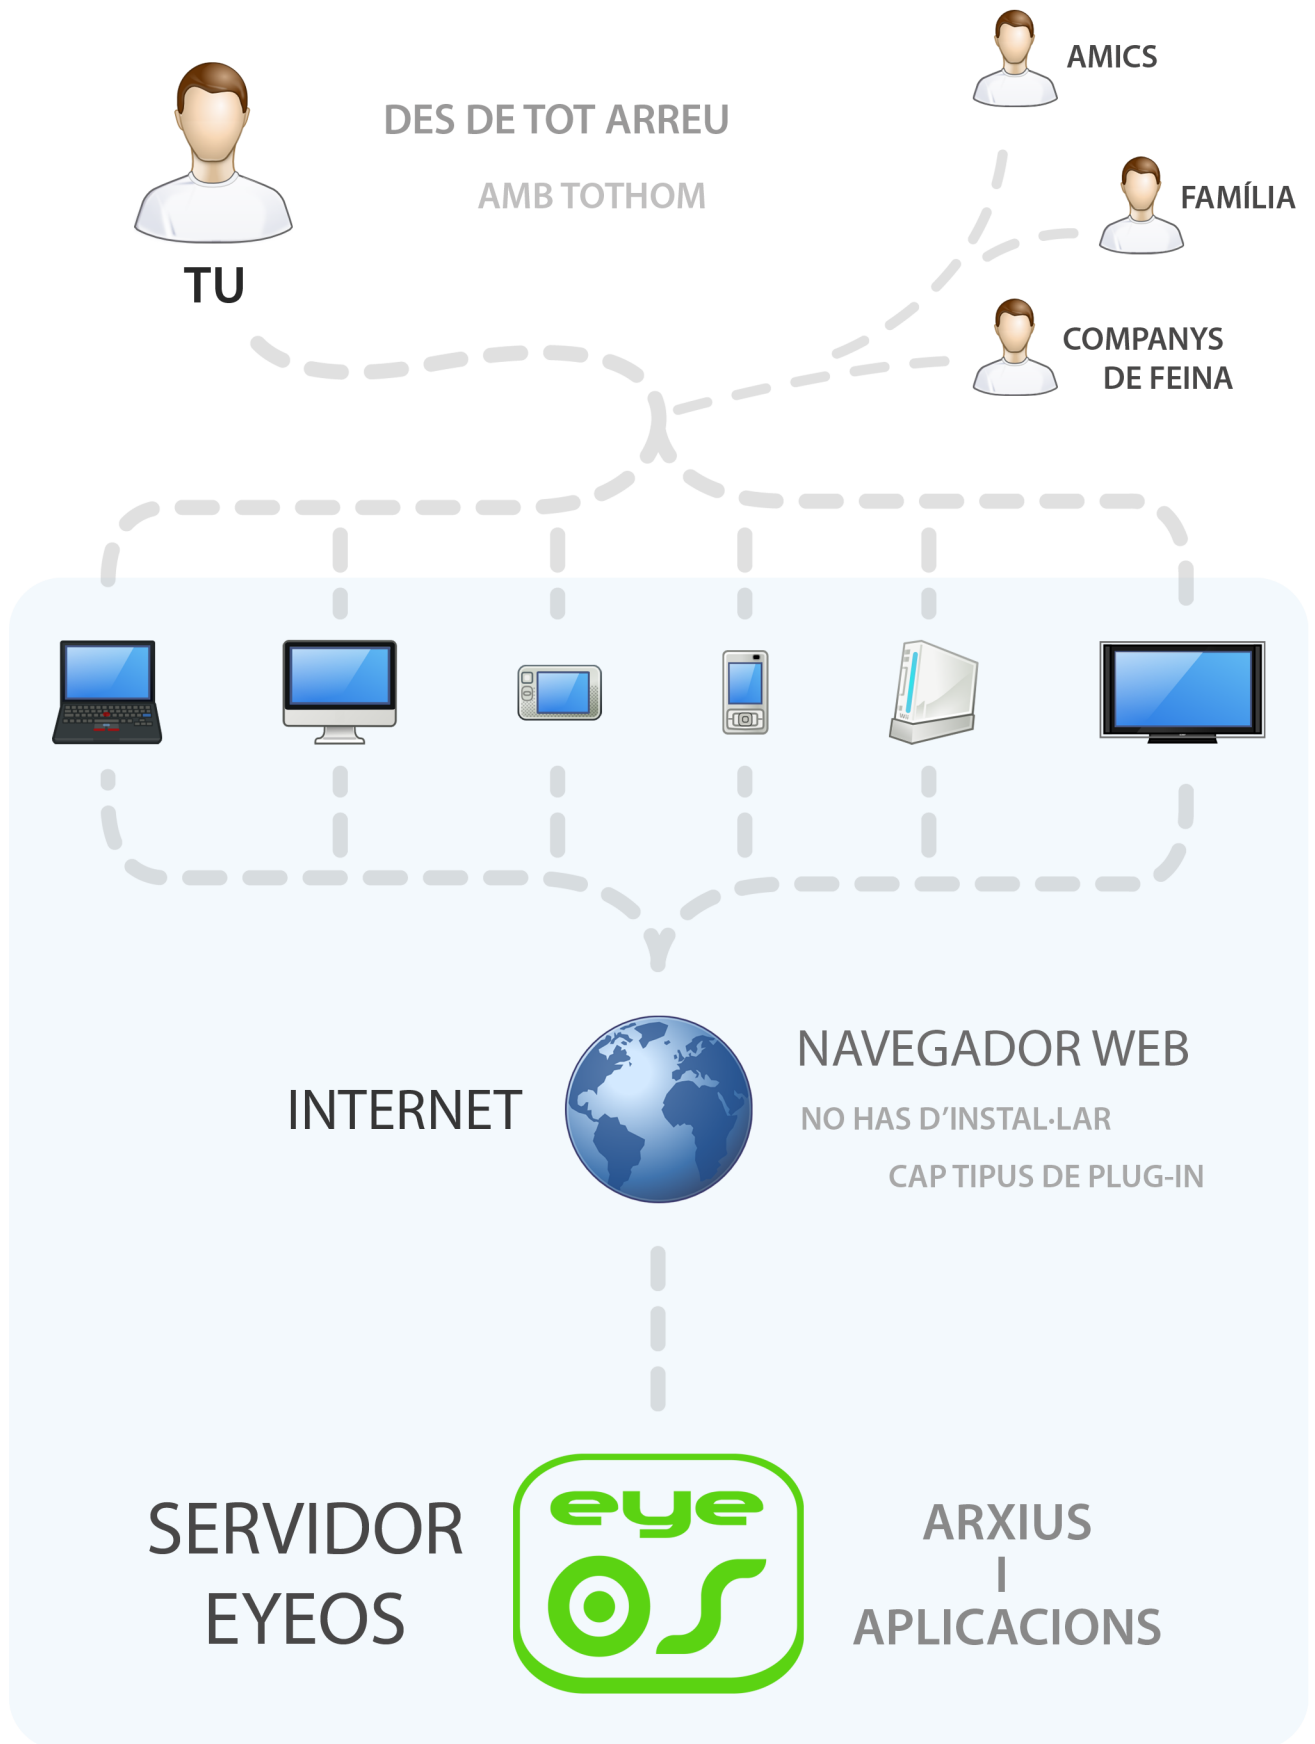 AMICS
DES DE TOT ARREU
AMB TOTHOM
FAMÍLIA
TU
COMPANYS
DE FEINA
Wii
INTERNET
NAVEGADOR WEB
NO HAS D’INSTAL·LAR
CAP TIPUS DE PLUG-IN
SERVIDOR
EYEOS
eye
OS
ARXIUS
I
APLICACIONS